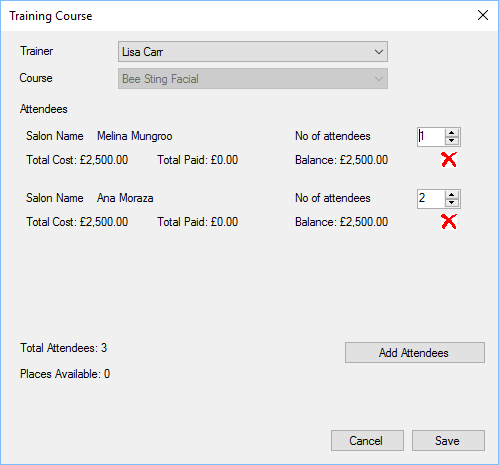 Training Course
Trainer Lisa Carr
Course Bee Sting Facial
Attendees
Salon Name Melina Mungroo No of attendees 1
Total Cost: £2,500.00 Total Paid: £0.00 Balance: £2,500.00
Salon Name Ana Moraza No of attendees 2
Total Cost: £2,500.00 Total Paid: £0.00 Balance: £2,500.00
Total Attendees: 3
Add Attendees
Places Available: 0
Cancel Save